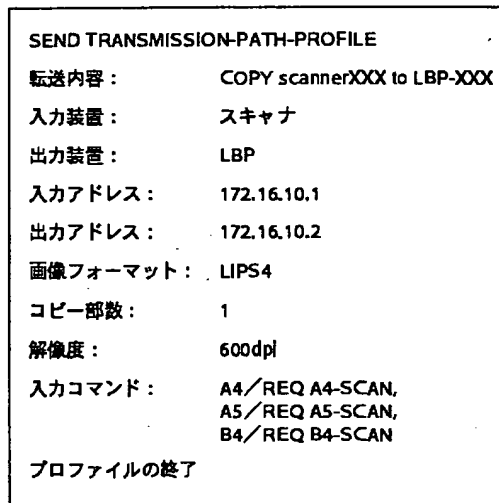 SEND TRANSMISSION-PATH-PROFILE
転送内容： COPY scannerXXX to LBP-XXX
入力装置： スキャナ
出力装置： LBP
入力アドレス： 172.16.10.1
出力アドレス： 172.16.10.2
画像フォーマット： LIPS4
コピー部数： 1
解像度： 600dpi
入力コマンド： A4／REQ A4-SCAN,
A5／REQ A5-SCAN,
B4／REQ B4-SCAN
プロファイルの終了